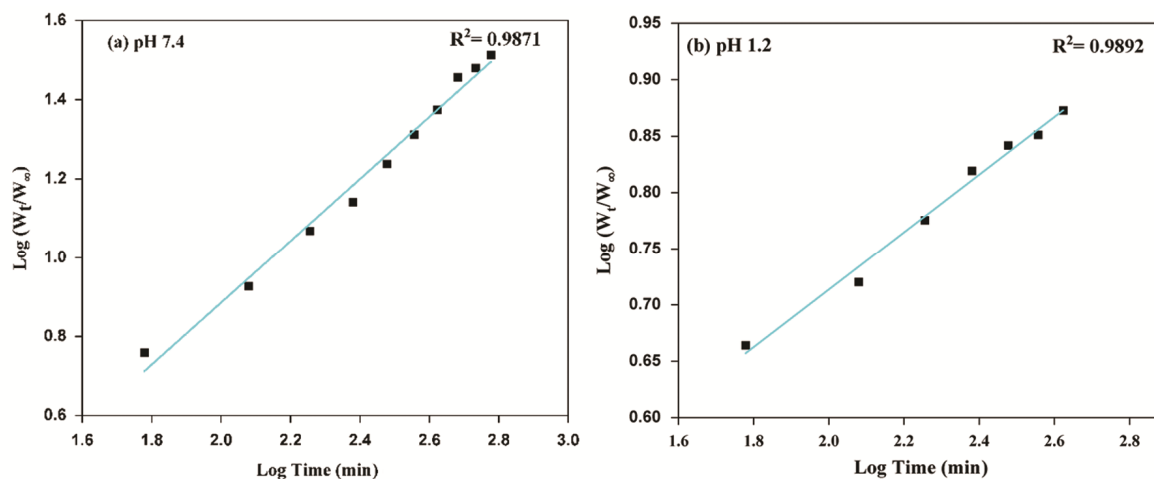 (a) pH 7.4
R²= 0.9871
1.6
1.4
1.2
1.0
0.8
0.6
Log (Wt/W∞)
1.6 1.8 2.0 2.2 2.4 2.6 2.8 3.0
Log Time (min)
(b) pH 1.2
R²= 0.9892
0.95
0.90
0.85
0.80
0.75
0.70
0.65
0.60
Log (Wt/W∞)
1.6 1.8 2.0 2.2 2.4 2.6 2.8
Log Time (min)